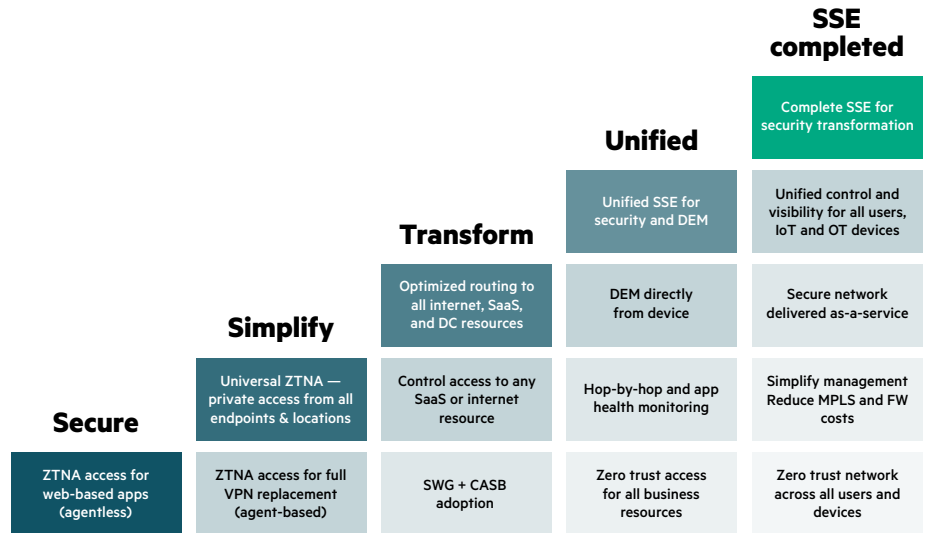 SSE
completed
Complete SSE for
security transformation
Unified
Unified SSE for
security and DEM
Unified control and
visibility for all users,
IoT and OT devices
Transform
Optimized routing to
all internet, SaaS,
and DC resources
DEM directly
from device
Secure network
delivered as-a-service
Simplify
Universal ZTNA —
private access from all
endpoints & locations
Control access to any
SaaS or internet
resource
Hop-by-hop and app
health monitoring
Simplify management
Reduce MPLS and FW
costs
Secure
ZTNA access for
web-based apps
(agentless)
ZTNA access for full
VPN replacement
(agent-based)
SWG + CASB
adoption
Zero trust access
for all business
resources
Zero trust network
across all users and
devices